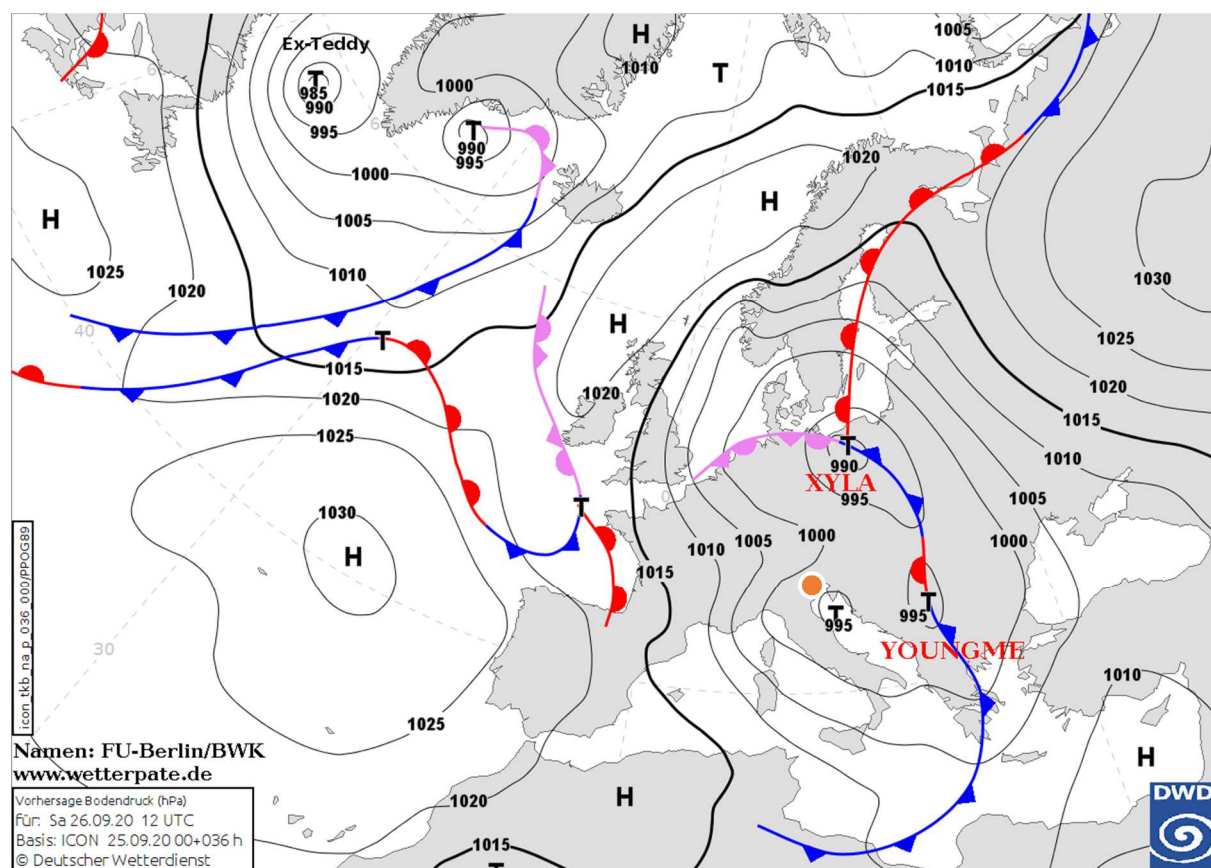 Ex-Teddy
H
1005
T
985
990
995
1000
1010
T
1010
1015
T
990
995
1000
1020
H
1025
1020
1005
1010
H
40
H
1030
1025
1020
1015
T
1015
1020
1020
1025
1010
T
990
XYLA
995
1005
1000
1030
H
T
1010
1005
1000
1015
T
995
T
995
YOUNGME
30
1025
1010
H
H
1020
1015
T
icon_tkb_na_p_036_000/PPOG89
Namen: FU-Berlin/BWK
www.wetterpate.de
Vorhersage Bodendruck (hPa)
für: Sa 26.09.20 12 UTC
Basis: ICON 25.09.20 00+036 h
© Deutscher Wetterdienst
DWD